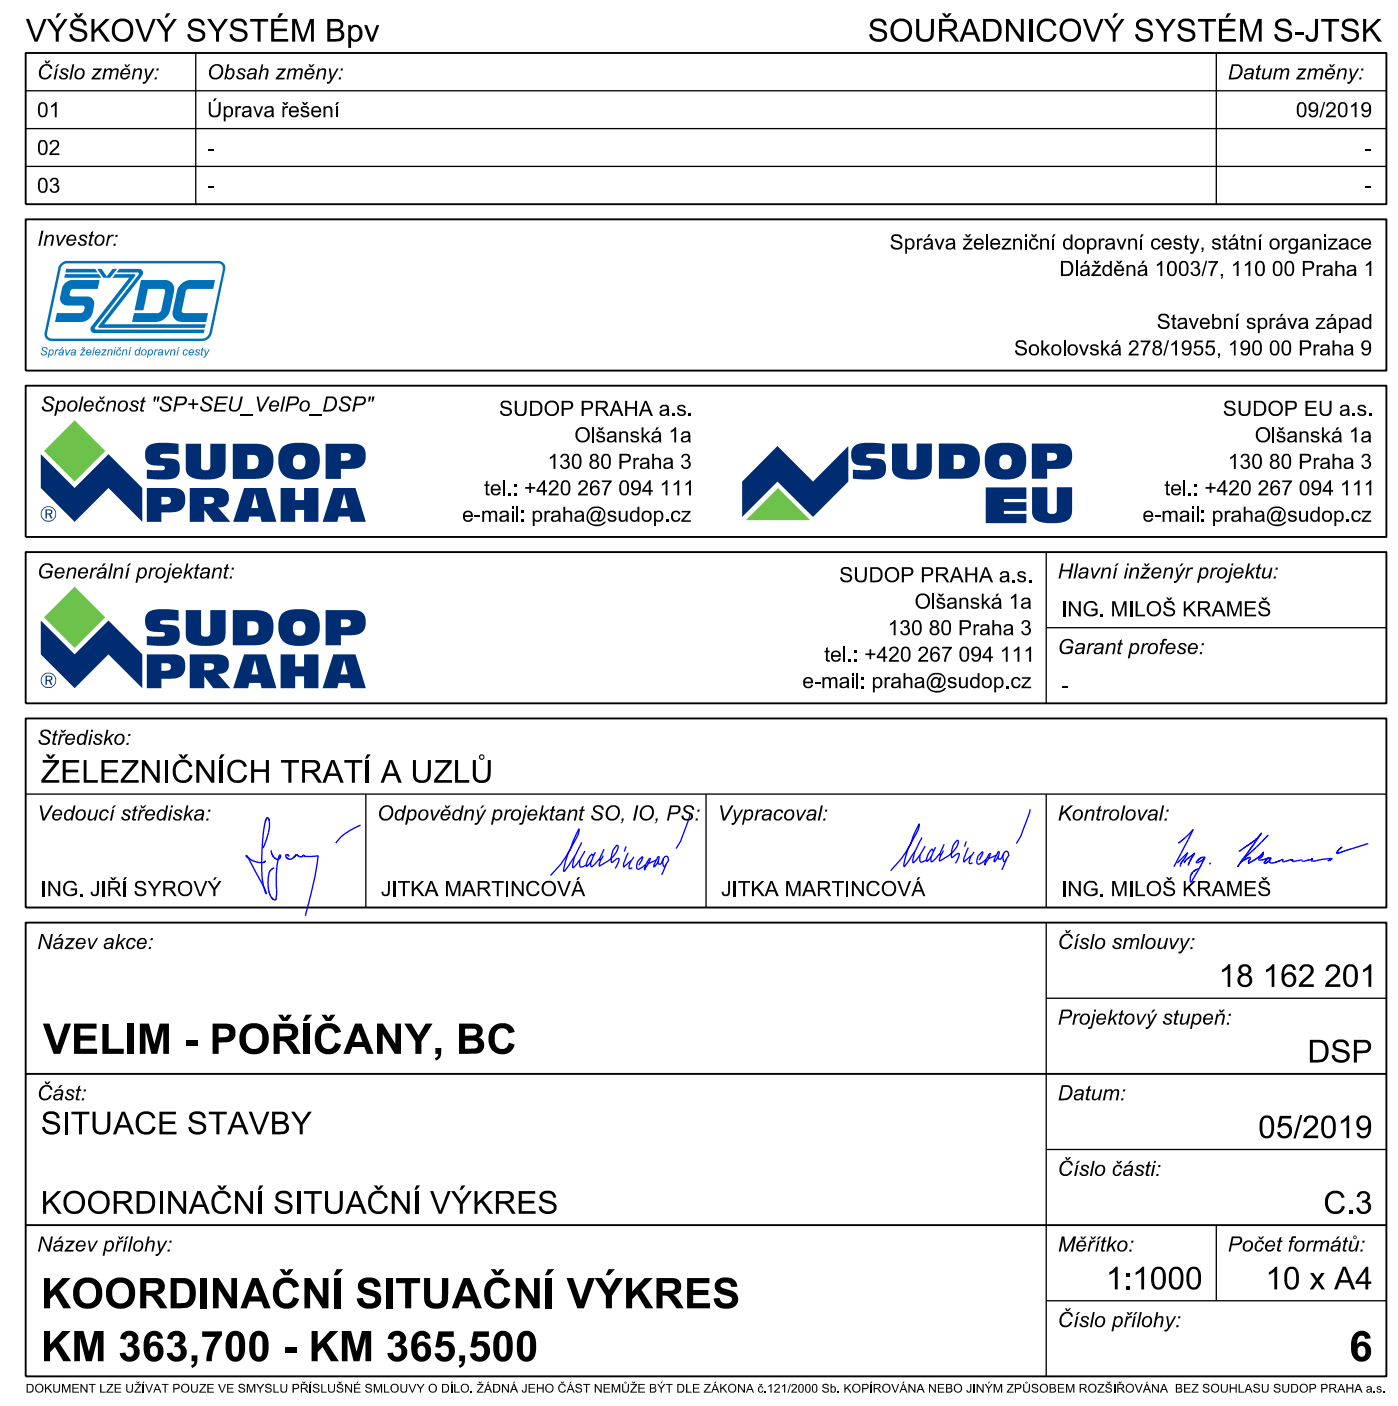 VÝŠKOVÝ SYSTÉM Bpv
SOUŘADNICOVÝ SYSTÉM S-JTSK
Číslo změny: Obsah změny: Datum změny:
01 Úprava řešení 09/2019
02 - -
03 - -
Investor:
ŠŽDC
Správa železniční dopravní cesty
Správa železniční dopravní cesty, státní organizace
Dlážděná 1003/7, 110 00 Praha 1
Stavební správa západ
Sokolovská 278/1955, 190 00 Praha 9
Společnost "SP+SEU_VelPo_DSP"
SUDOP
PRAHA
®
SUDOP PRAHA a.s.
Olšanská 1a
130 80 Praha 3
tel.: +420 267 094 111
e-mail: praha@sudop.cz
SUDOP
EU
SUDOP EU a.s.
Olšanská 1a
130 80 Praha 3
tel.: +420 267 094 111
e-mail: praha@sudop.cz
Generální projektant:
SUDOP
PRAHA
®
SUDOP PRAHA a.s.
Olšanská 1a
130 80 Praha 3
tel.: +420 267 094 111
e-mail: praha@sudop.cz
Hlavní inženýr projektu:
ING. MILOŠ KRAMEŠ
Garant profese:
-
Středisko:
ŽELEZNIČNÍCH TRATÍ A UZLŮ
Vedoucí střediska:
Syrový
ING. JIŘÍ SYROVÝ
Odpovědný projektant SO, IO, PS:
Martincová
JITKA MARTINCOVÁ
Vypracoval:
Martincová
JITKA MARTINCOVÁ
Kontroloval:
Ing. Krameš
ING. MILOŠ KRAMEŠ
Název akce:
VELIM - POŘÍČANY, BC
Číslo smlouvy:
18 162 201
Projektový stupeň:
DSP
Část:
SITUACE STAVBY
KOORDINAČNÍ SITUAČNÍ VÝKRES
Datum:
05/2019
Číslo části:
C.3
Název přílohy:
KOORDINAČNÍ SITUAČNÍ VÝKRES
KM 363,700 - KM 365,500
Měřítko:
1:1000
Počet formátů:
10 x A4
Číslo přílohy:
6
DOKUMENT LZE UŽÍVAT POUZE VE SMYSLU PŘÍSLUŠNÉ SMLOUVY O DÍLO. ŽÁDNÁ JEHO ČÁST NEMŮŽE BÝT DLE ZÁKONA č.121/2000 Sb. KOPÍROVÁNA NEBO JINÝM ZPŮSOBEM ROZŠIŘOVÁNA BEZ SOUHLASU SUDOP PRAHA a.s.